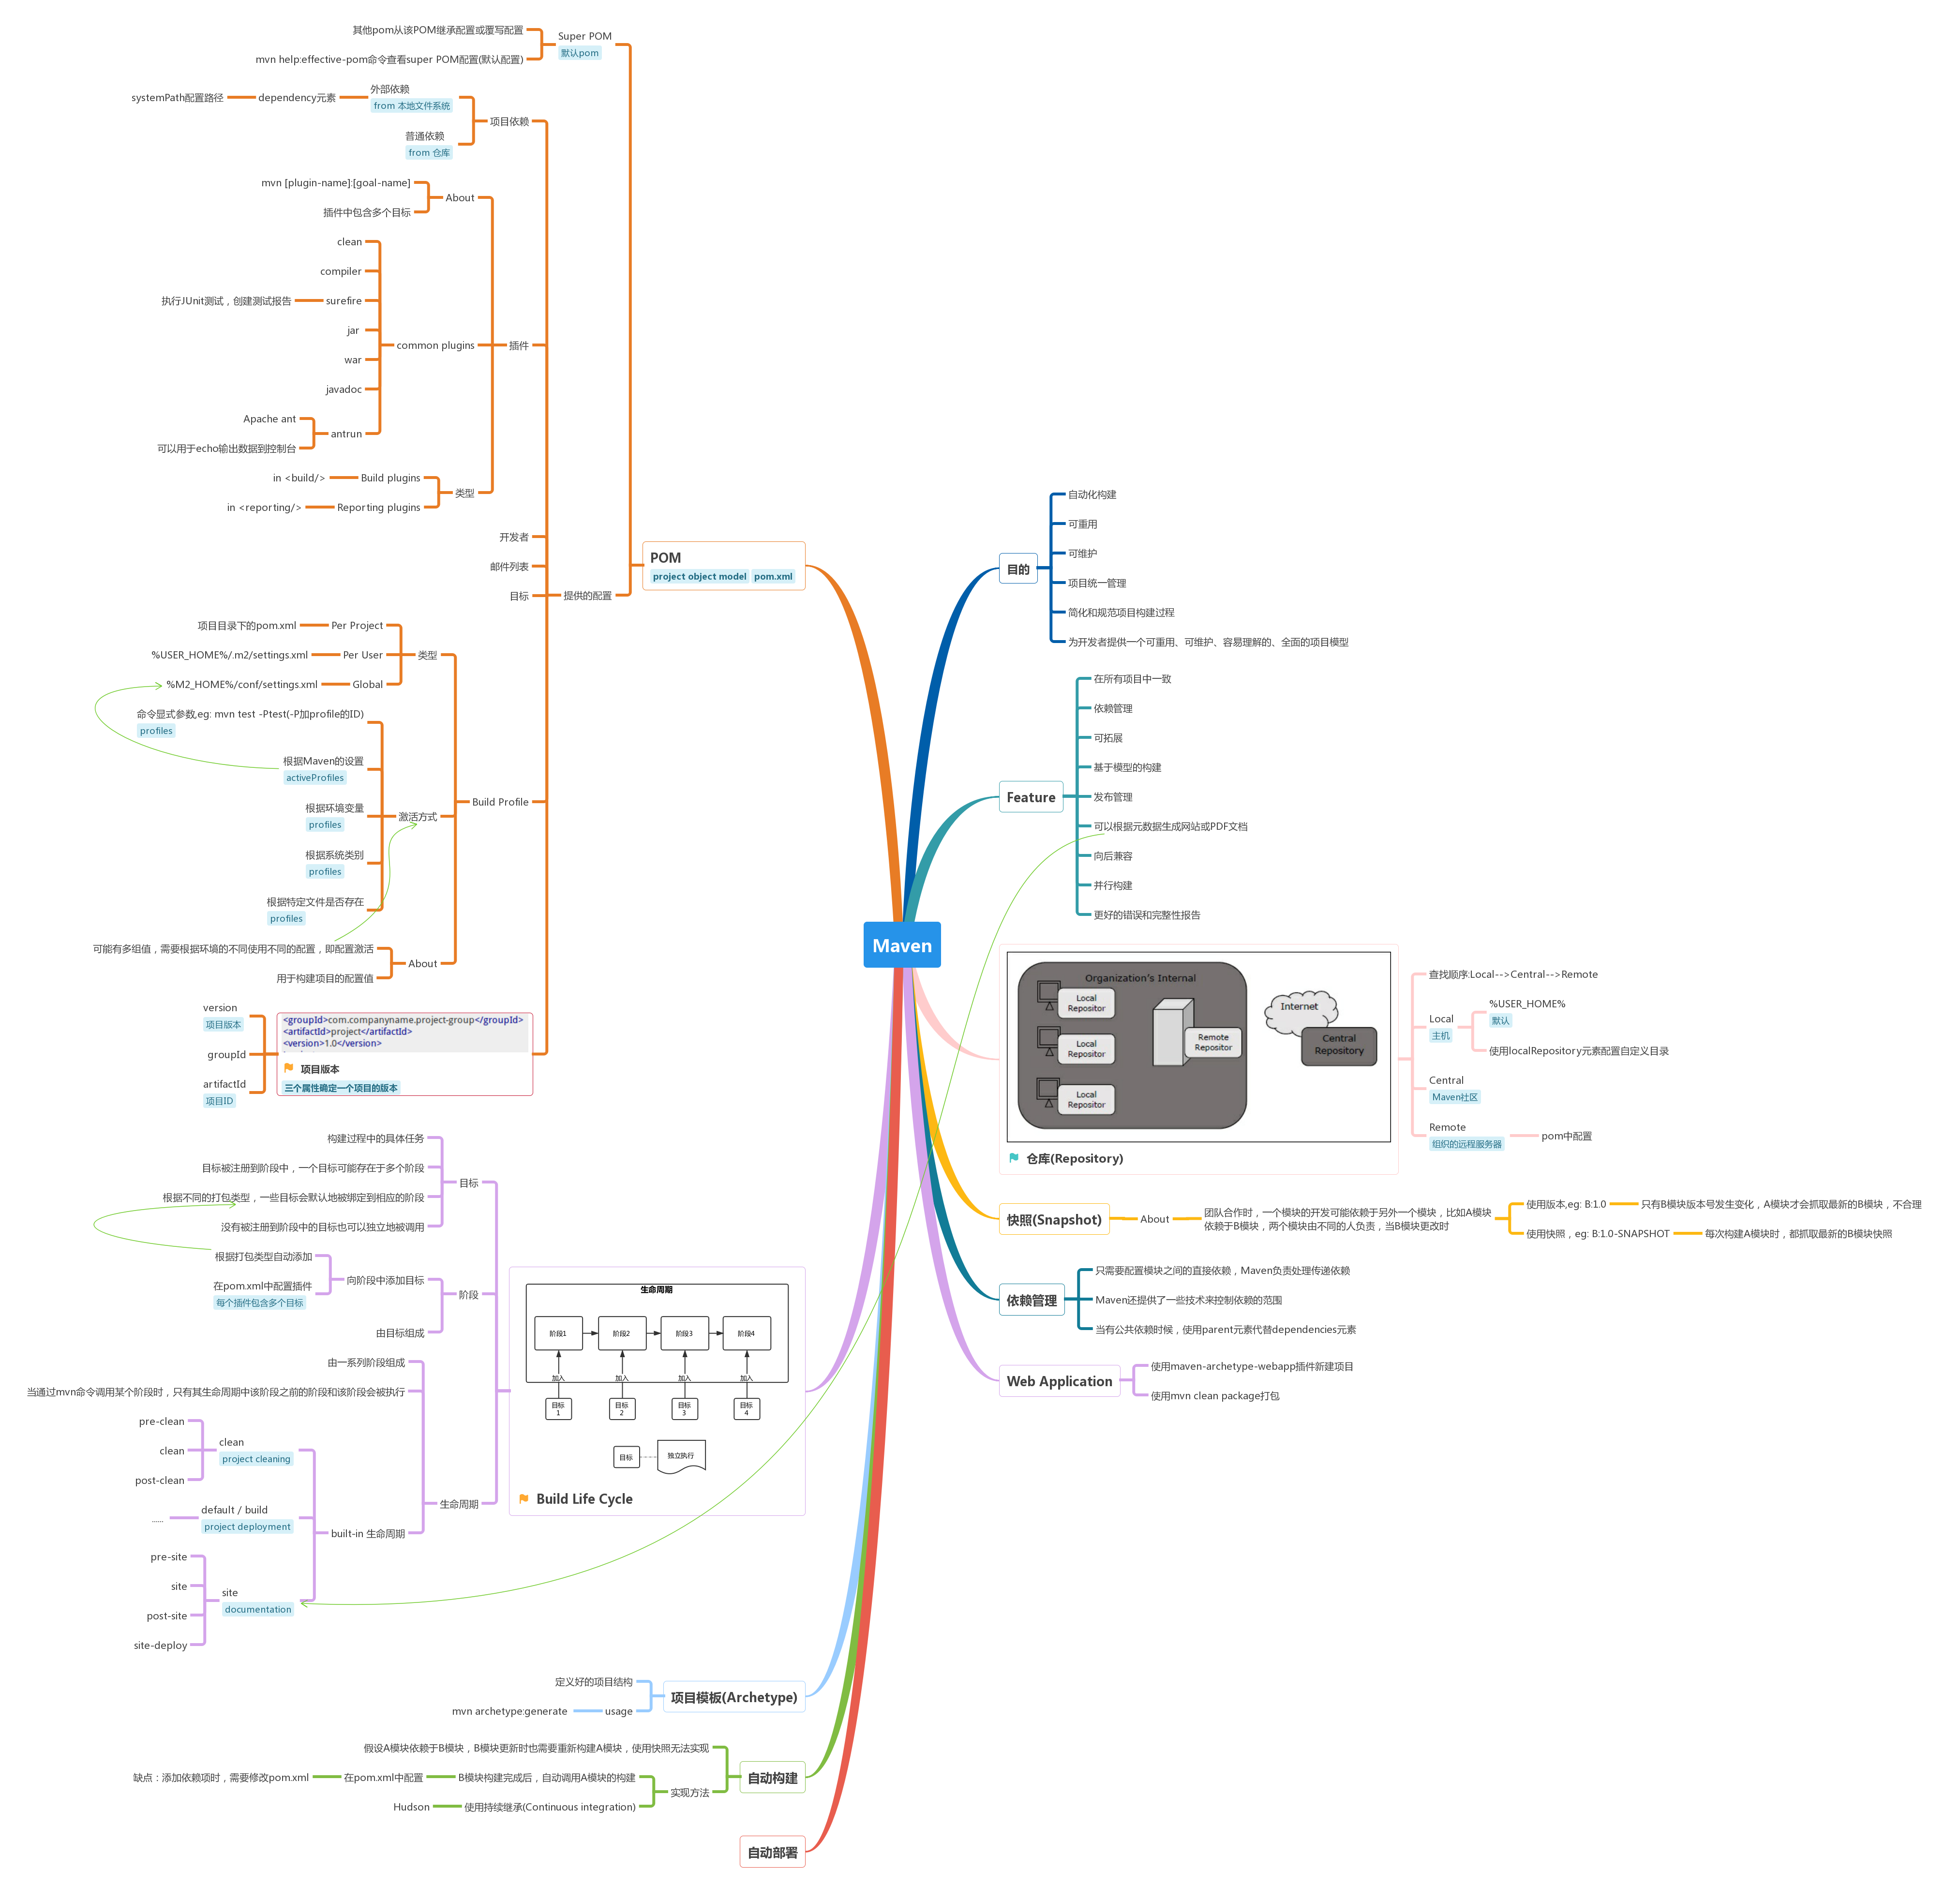 Maven
POM
project object model
pom.xml
Super POM
默认pom
其他pom从该POM继承配置或覆写配置
mvn help:effective-pom命令查看super POM配置(默认配置)
提供的配置
项目依赖
外部依赖
from 本地文件系统
dependency元素
systemPath配置路径
普通依赖
from 仓库
插件
About
mvn [plugin-name]:[goal-name]
插件中包含多个目标
common plugins
clean
compiler
surefire
执行JUnit测试，创建测试报告
jar
war
javadoc
antrun
Apache ant
可以用于echo输出数据到控制台
类型
Build plugins
in <build/>
Reporting plugins
in <reporting/>
开发者
邮件列表
目标
Build Profile
类型
Per Project
项目目录下的pom.xml
Per User
%USER_HOME%/.m2/settings.xml
Global
%M2_HOME%/conf/settings.xml
激活方式
命令显式参数,eg: mvn test -Ptest(-P加profile的ID)
profiles
根据Maven的设置
activeProfiles
根据环境变量
profiles
根据系统类别
profiles
根据特定文件是否存在
profiles
About
可能有多组值，需要根据环境的不同使用不同的配置，即配置激活
用于构建项目的配置值
<groupId>com.companyname.project-group</groupId>
<artifactId>project</artifactId>
<version>1.0</version>
项目版本
三个属性确定一个项目的版本
version
项目版本
groupId
artifactId
项目ID
生命周期
阶段1
阶段2
阶段3
阶段4
加入
加入
加入
加入
目标
1
目标
2
目标
3
目标
4
目标
独立执行
Build Life Cycle
目标
构建过程中的具体任务
目标被注册到阶段中，一个目标可能存在于多个阶段
根据不同的打包类型，一些目标会默认地被绑定到相应的阶段
没有被注册到阶段中的目标也可以独立地被调用
阶段
向阶段中添加目标
根据打包类型自动添加
在pom.xml中配置插件
每个插件包含多个目标
由目标组成
生命周期
由一系列阶段组成
当通过mvn命令调用某个阶段时，只有其生命周期中该阶段之前的阶段和该阶段会被执行
built-in 生命周期
clean
project cleaning
pre-clean
clean
post-clean
default / build
project deployment
......
site
documentation
pre-site
site
post-site
site-deploy
项目模板(Archetype)
定义好的项目结构
usage
mvn archetype:generate
自动构建
假设A模块依赖于B模块，B模块更新时也需要重新构建A模块，使用快照无法实现
实现方法
B模块构建完成后，自动调用A模块的构建
在pom.xml中配置
缺点：添加依赖项时，需要修改pom.xml
使用持续继承(Continuous integration)
Hudson
自动部署
目的
自动化构建
可重用
可维护
项目统一管理
简化和规范项目构建过程
为开发者提供一个可重用、可维护、容易理解的、全面的项目模型
Feature
在所有项目中一致
依赖管理
可拓展
基于模型的构建
发布管理
可以根据元数据生成网站或PDF文档
向后兼容
并行构建
更好的错误和完整性报告
Organization's Internal
Local
Repositor
Local
Repositor
Local
Repositor
Remote
Repositor
Internet
Central
Repository
仓库(Repository)
查找顺序:Local-->Central-->Remote
Local
主机
%USER_HOME%
默认
使用localRepository元素配置自定义目录
Central
Maven社区
Remote
组织的远程服务器
pom中配置
快照(Snapshot)
About
团队合作时，一个模块的开发可能依赖于另外一个模块，比如A模块
依赖于B模块，两个模块由不同的人负责，当B模块更改时
使用版本,eg: B:1.0
只有B模块版本号发生变化，A模块才会抓取最新的B模块，不合理
使用快照，eg: B:1.0-SNAPSHOT
每次构建A模块时，都抓取最新的B模块快照
依赖管理
只需要配置模块之间的直接依赖，Maven负责处理传递依赖
Maven还提供了一些技术来控制依赖的范围
当有公共依赖时候，使用parent元素代替dependencies元素
Web Application
使用maven-archetype-webapp插件新建项目
使用mvn clean package打包